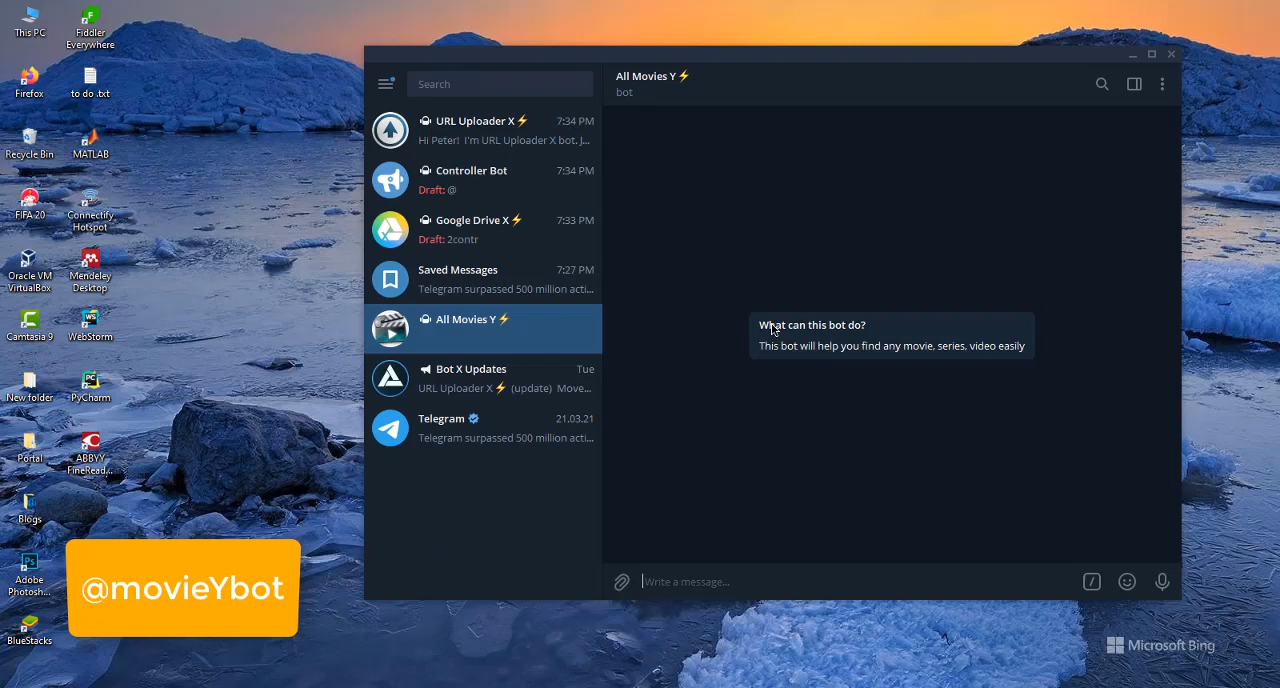 This PC
Fiddler
Everywhere
Firefox
to do .txt
Recycle Bin
MATLAB
FIFA 20
Connectify
Hotspot
Oracle VM
VirtualBox
Mendeley
Desktop
Camtasia 9
WebStorm
New folder
PyCharm
Portal
ABBYY
FineRead...
Blogs
Adobe
Photosh...
BlueStacks
@movieYbot
Search
URL Uploader X⚡ 7:34 PM
Hi Peter! I'm URL Uploader X bot. J...
Controller Bot 7:34 PM
Draft: @
Google Drive X⚡ 7:33 PM
Draft: 2contr
Saved Messages 7:27 PM
Telegram surpassed 500 million acti...
All Movies Y⚡
Bot X Updates Tue
URL Uploader X⚡ (update) Move...
Telegram 21.03.21
Telegram surpassed 500 million acti...
All Movies Y⚡
bot
What can this bot do?
This bot will help you find any movie, series, video easily
Write a message...
Microsoft Bing